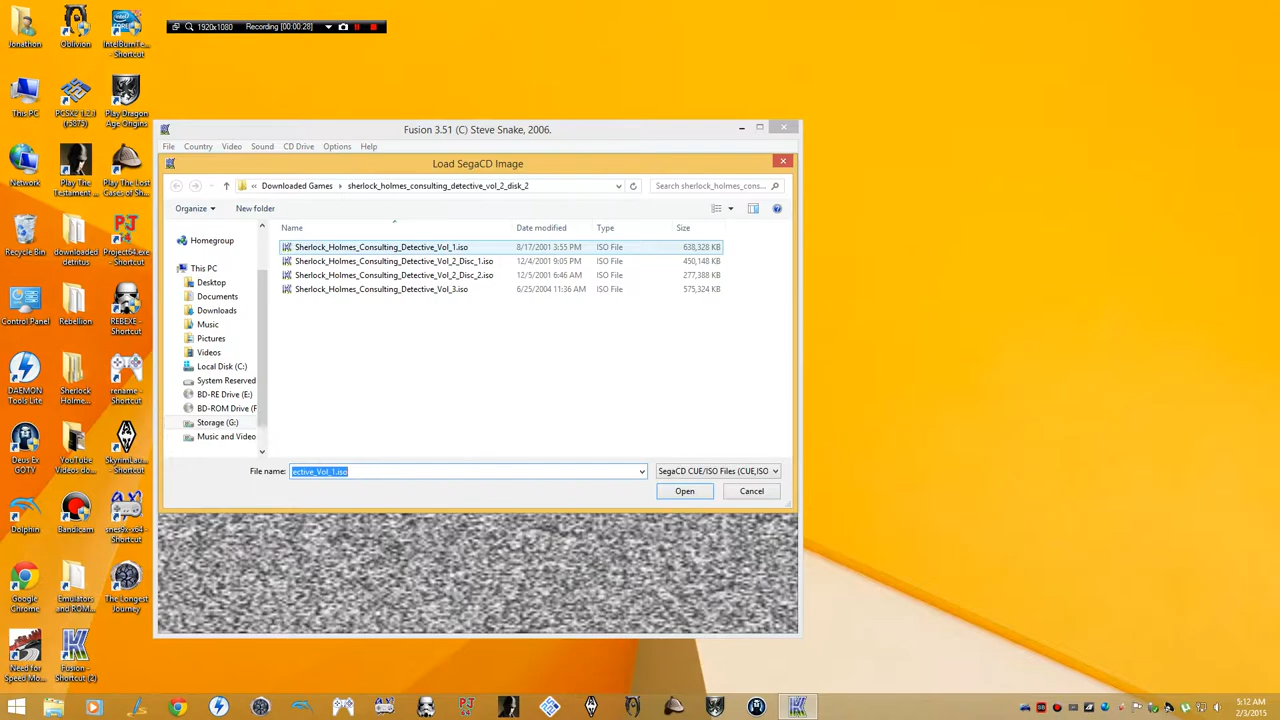 1920x1080 Recording [00:00:28]
Jonathon
Oblivion
IntelBurnTe...
- Shortcut
This PC
PCSX2 1.2.1
(r5875)
Play Dragon
Age Origins
Network
Play The
Testament ...
Play The Lost
Cases of Sh...
Recycle Bin
downloaded
detritus
Project64.exe
- Shortcut
Control Panel
Rebellion
REBEXE -
Shortcut
DAEMON
Tools Lite
Sherlock
Holme...
rename -
Shortcut
Deus Ex
GOTY
YouTube
Videos do...
SkyrimLau...
- Shortcut
Dolphin
Bandicam
snes9x-x64 -
Shortcut
Google
Chrome
Emulators
and ROM...
The Longest
Journey
Need for
Speed Mo...
Fusion -
Shortcut (2)
Fusion 3.51 (C) Steve Snake, 2006.
File Country Video Sound CD Drive Options Help
Load SegaCD Image
« Downloaded Games › sherlock_holmes_consulting_detective_vol_2_disk_2
Search sherlock_holmes_cons...
Organize New folder
Name Date modified Type Size
Sherlock_Holmes_Consulting_Detective_Vol_1.iso 8/17/2001 3:55 PM ISO File 638,328 KB
Sherlock_Holmes_Consulting_Detective_Vol_2_Disc_1.iso 12/4/2001 9:05 PM ISO File 450,148 KB
Sherlock_Holmes_Consulting_Detective_Vol_2_Disc_2.iso 12/5/2001 6:46 AM ISO File 277,388 KB
Sherlock_Holmes_Consulting_Detective_Vol_3.iso 6/25/2004 11:36 AM ISO File 575,324 KB
Homegroup
This PC
Desktop
Documents
Downloads
Music
Pictures
Videos
Local Disk (C:)
System Reserved
BD-RE Drive (E:)
BD-ROM Drive (F
Storage (G:)
Music and Video
File name: ective_Vol_1.iso
SegaCD CUE/ISO Files (CUE,ISO
Open Cancel
5:12 AM
2/3/2015